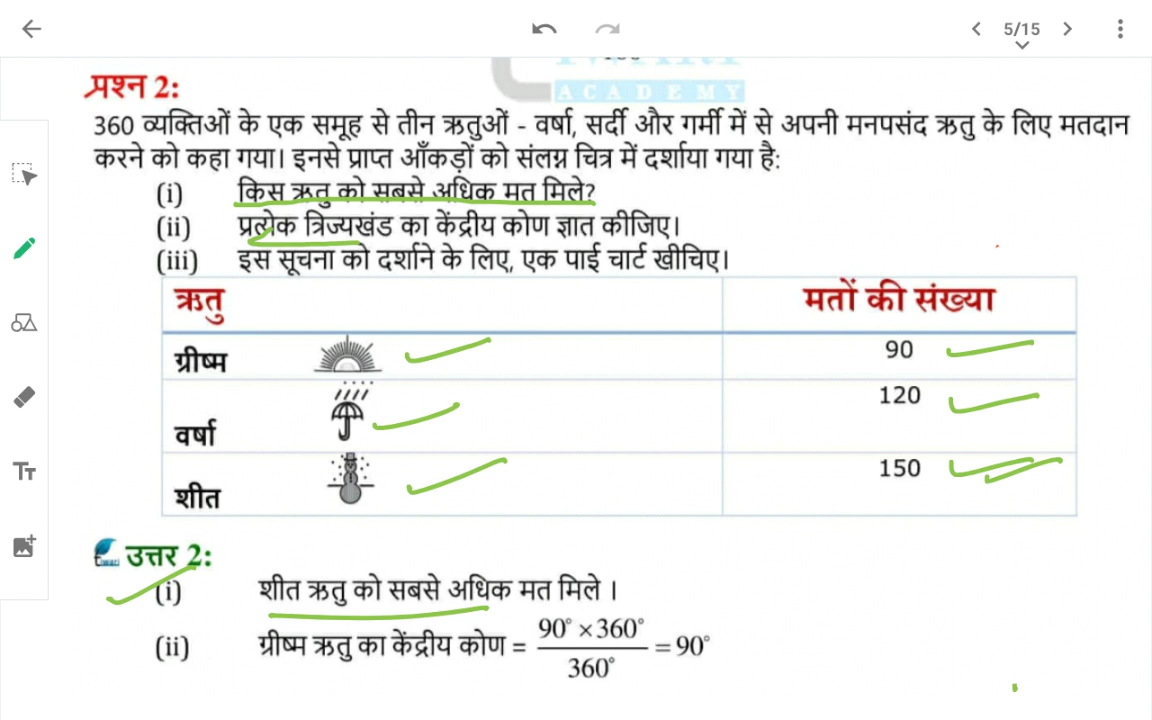 5/15
ACADEMY
प्रश्न 2:
360 व्यक्तिओं के एक समूह से तीन ऋतुओं - वर्षा, सर्दी और गर्मी में से अपनी मनपसंद ऋतु के लिए मतदान
करने को कहा गया। इनसे प्राप्त आँकड़ों को संलग्न चित्र में दर्शाया गया है:
(i) किस ऋतु को सबसे अधिक मत मिले?
(ii) प्रत्येक त्रिज्यखंड का केंद्रीय कोण ज्ञात कीजिए।
(iii) इस सूचना को दर्शाने के लिए, एक पाई चार्ट खीचिए।
ऋतु मतों की संख्या
ग्रीष्म 90
वर्षा 120
शीत 150
उत्तर 2:
(i) शीत ऋतु को सबसे अधिक मत मिले ।
(ii) ग्रीष्म ऋतु का केंद्रीय कोण = 90° ×360° / 360° = 90°
Tт